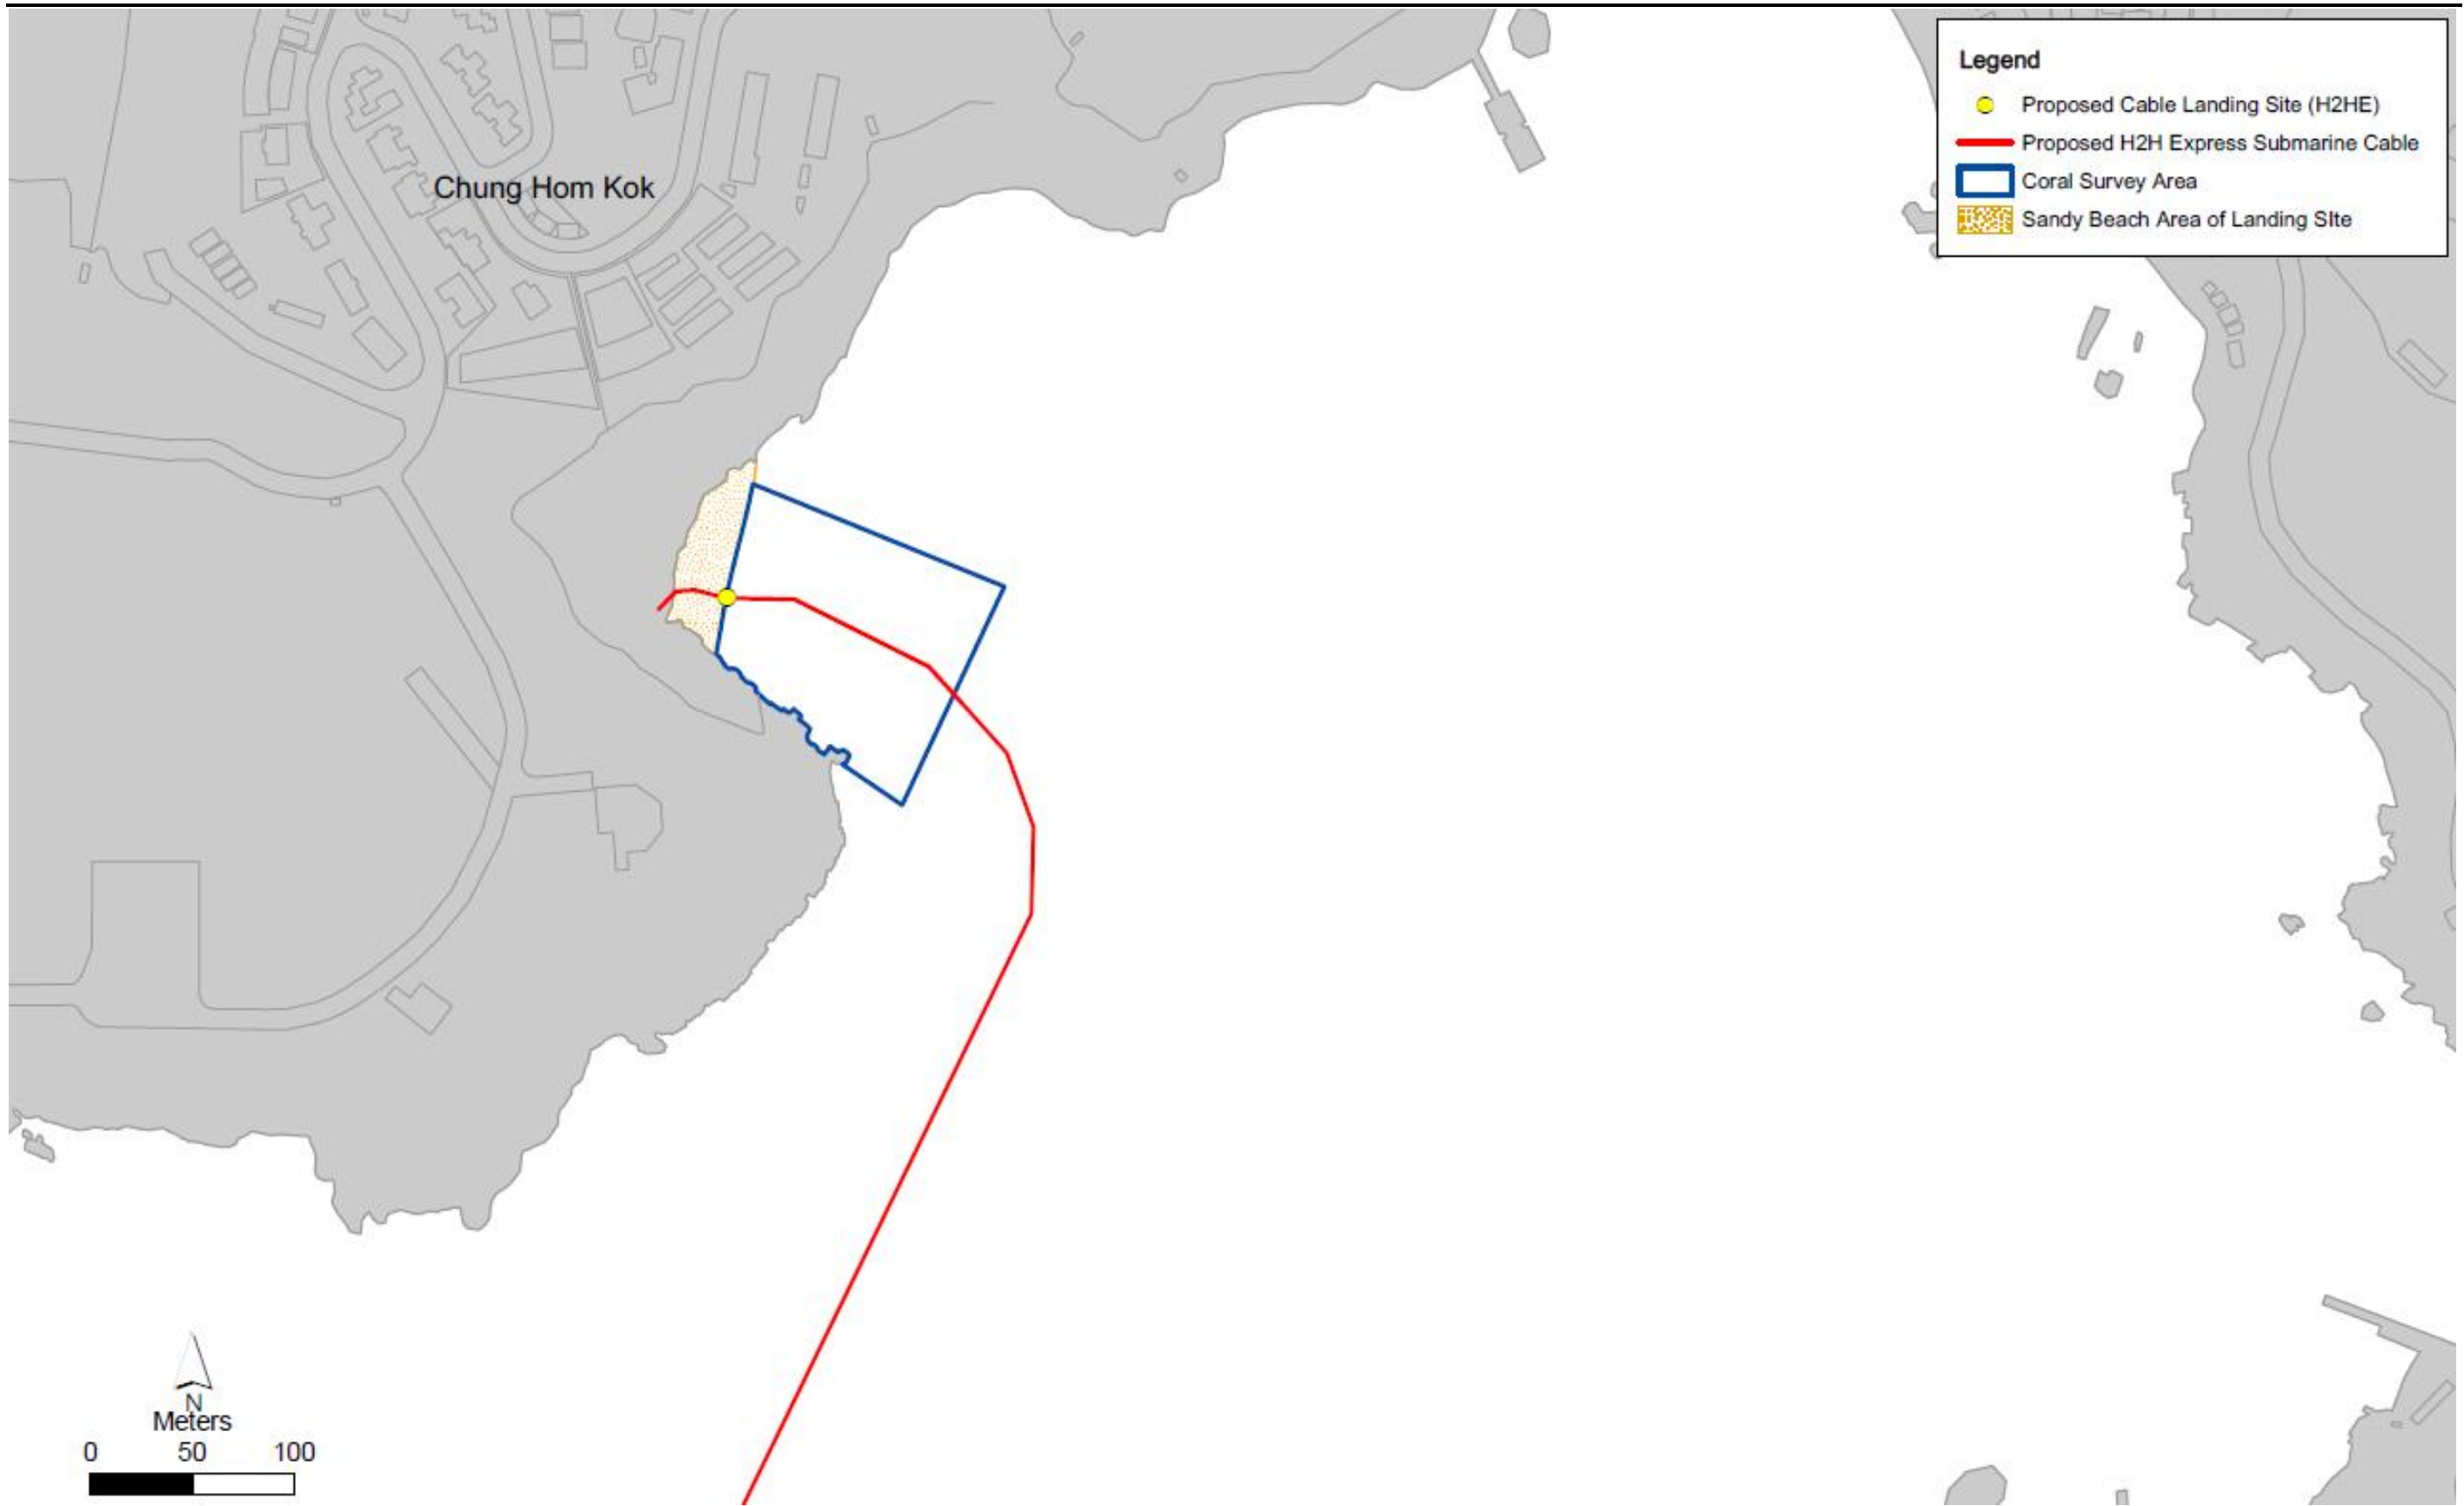 Legend
Proposed Cable Landing Site (H2HE)
Proposed H2H Express Submarine Cable
Coral Survey Area
Sandy Beach Area of Landing SIte
Chung Hom Kok
N
Meters
0 50 100